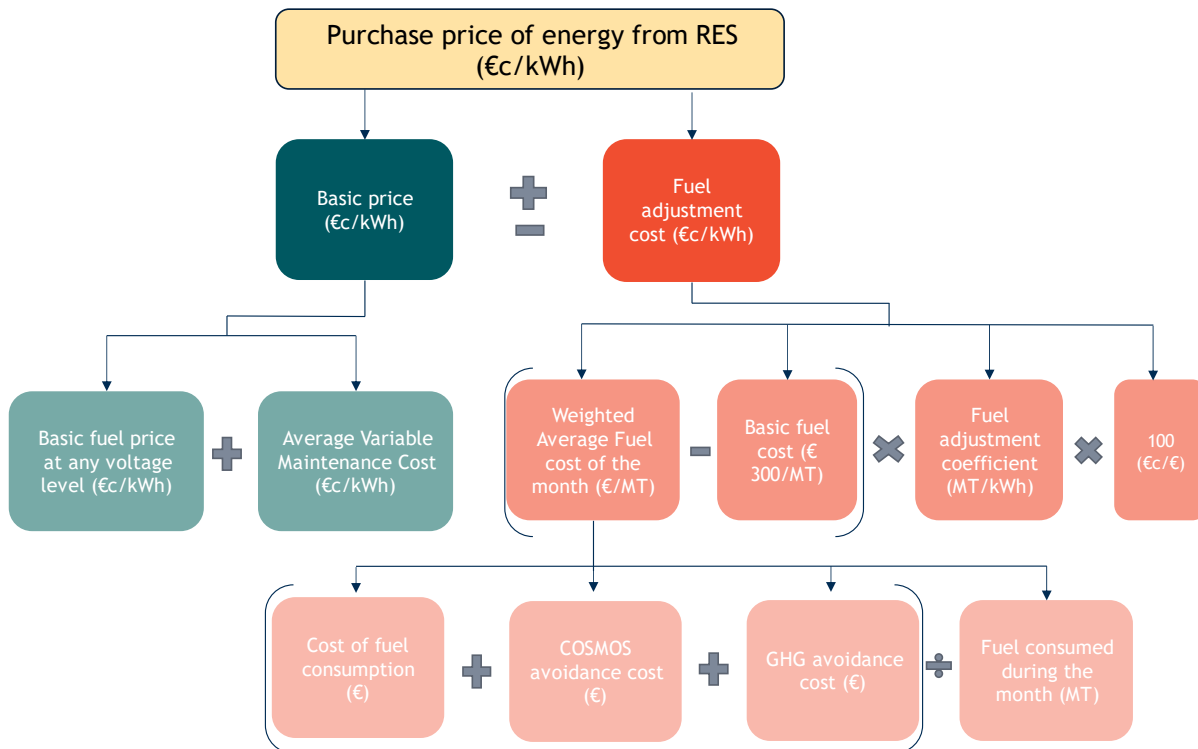 Purchase price of energy from RES
(€c/kWh)
Basic price
(€c/kWh)
Fuel
adjustment
cost (€c/kWh)
Basic fuel price
at any voltage
level (€c/kWh)
Average Variable
Maintenance Cost
(€c/kWh)
Weighted
Average Fuel
cost of the
month (€/MT)
Basic fuel
cost (€
300/MT)
Fuel
adjustment
coefficient
(MT/kWh)
100
(€c/€)
Cost of fuel
consumption
(€)
COSMOS
avoidance cost
(€)
GHG avoidance
cost (€)
Fuel consumed
during the
month (MT)